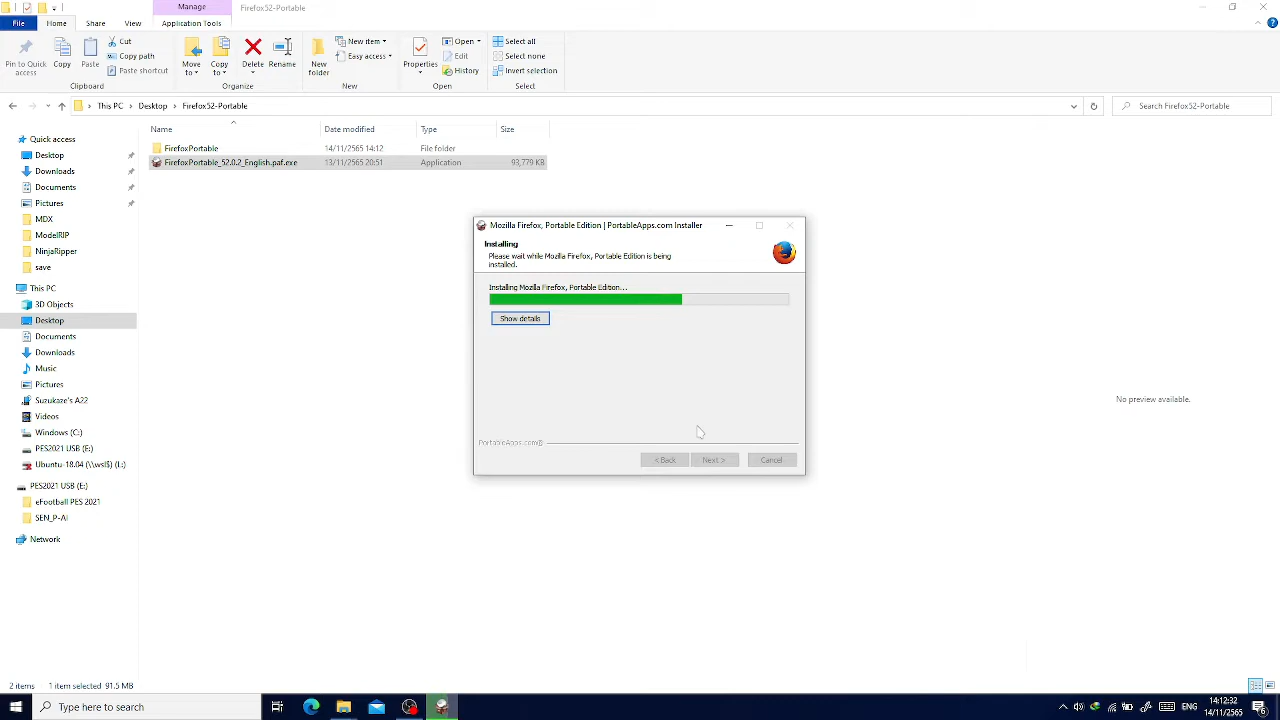 Manage
Firefox52-Portable
File
Home
Share
View
Application Tools
Pin to Quick access
Copy
Paste
Cut
Copy path
Paste shortcut
Clipboard
Move to
Copy to
Delete
Rename
Organize
New folder
New item
Easy access
New
Properties
Open
Edit
History
Open
Select all
Select none
Invert selection
Select
This PC > Desktop > Firefox52-Portable
Search Firefox52-Portable
Name
Date modified
Type
Size
FirefoxPortable 14/11/2565 14:12 File folder
FirefoxPortable_52.0.2_English.paf.exe 13/11/2565 20:51 Application 93,779 KB
Quick access
Desktop
Downloads
Documents
Pictures
MDX
ModelRIP
NinjaRipper
save
This PC
3D Objects
Desktop
Documents
Downloads
Music
Pictures
Suzukaze's A22
Videos
Windows (C:)
PES2021 USB (E:)
Ubuntu 18.04 (\\wsl$) (L:)
PES2021 USB (E:)
eFootball PES 2021
SEN_P-AI
Network
Mozilla Firefox, Portable Edition | PortableApps.com Installer
Installing
Please wait while Mozilla Firefox, Portable Edition is being
installed.
Installing Mozilla Firefox, Portable Edition...
Show details
PortableApps.com®
< Back
Next >
Cancel
No preview available.
2 items 1 item selected 91.5 MB
Type here to search
ENG
14:12:32
14/11/2565